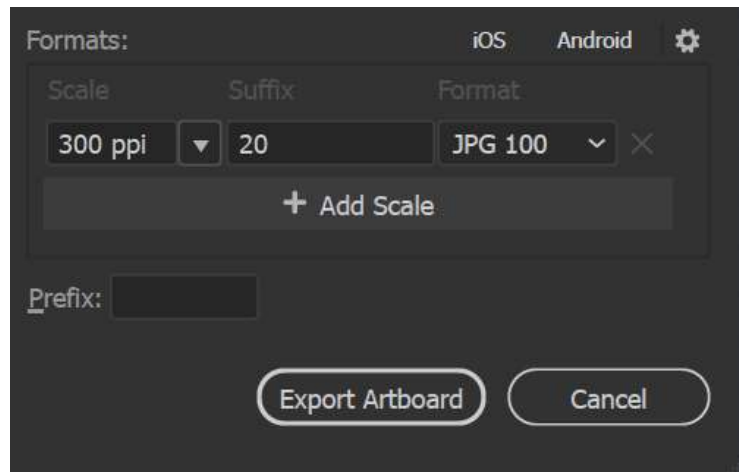 Formats: iOS Android
Scale Suffix Format
300 ppi 20 JPG 100
+ Add Scale
Prefix:
Export Artboard Cancel